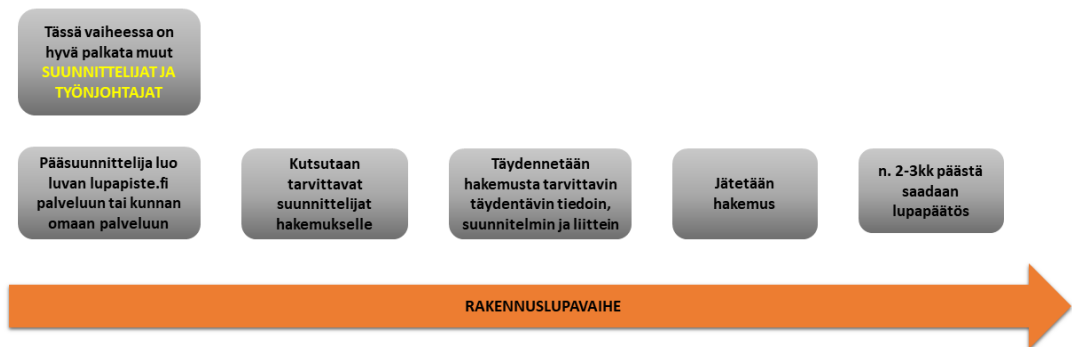 Tässä vaiheessa on
hyvä palkata muut
SUUNNITTELIJAT JA
TYÖNJOHTAJAT
Pääsuunnittelija luo
luvan lupapiste.fi
palveluun tai kunnan
omaan palveluun
Kutsutaan
tarvittavat
suunnittelijat
hakemukselle
Täydennetään
hakemusta tarvittavin
täydentävin tiedoin,
suunnitelmin ja liittein
Jätetään
hakemus
n. 2-3kk päästä
saadaan
lupapäätös
RAKENNUSLUPAVAIHE